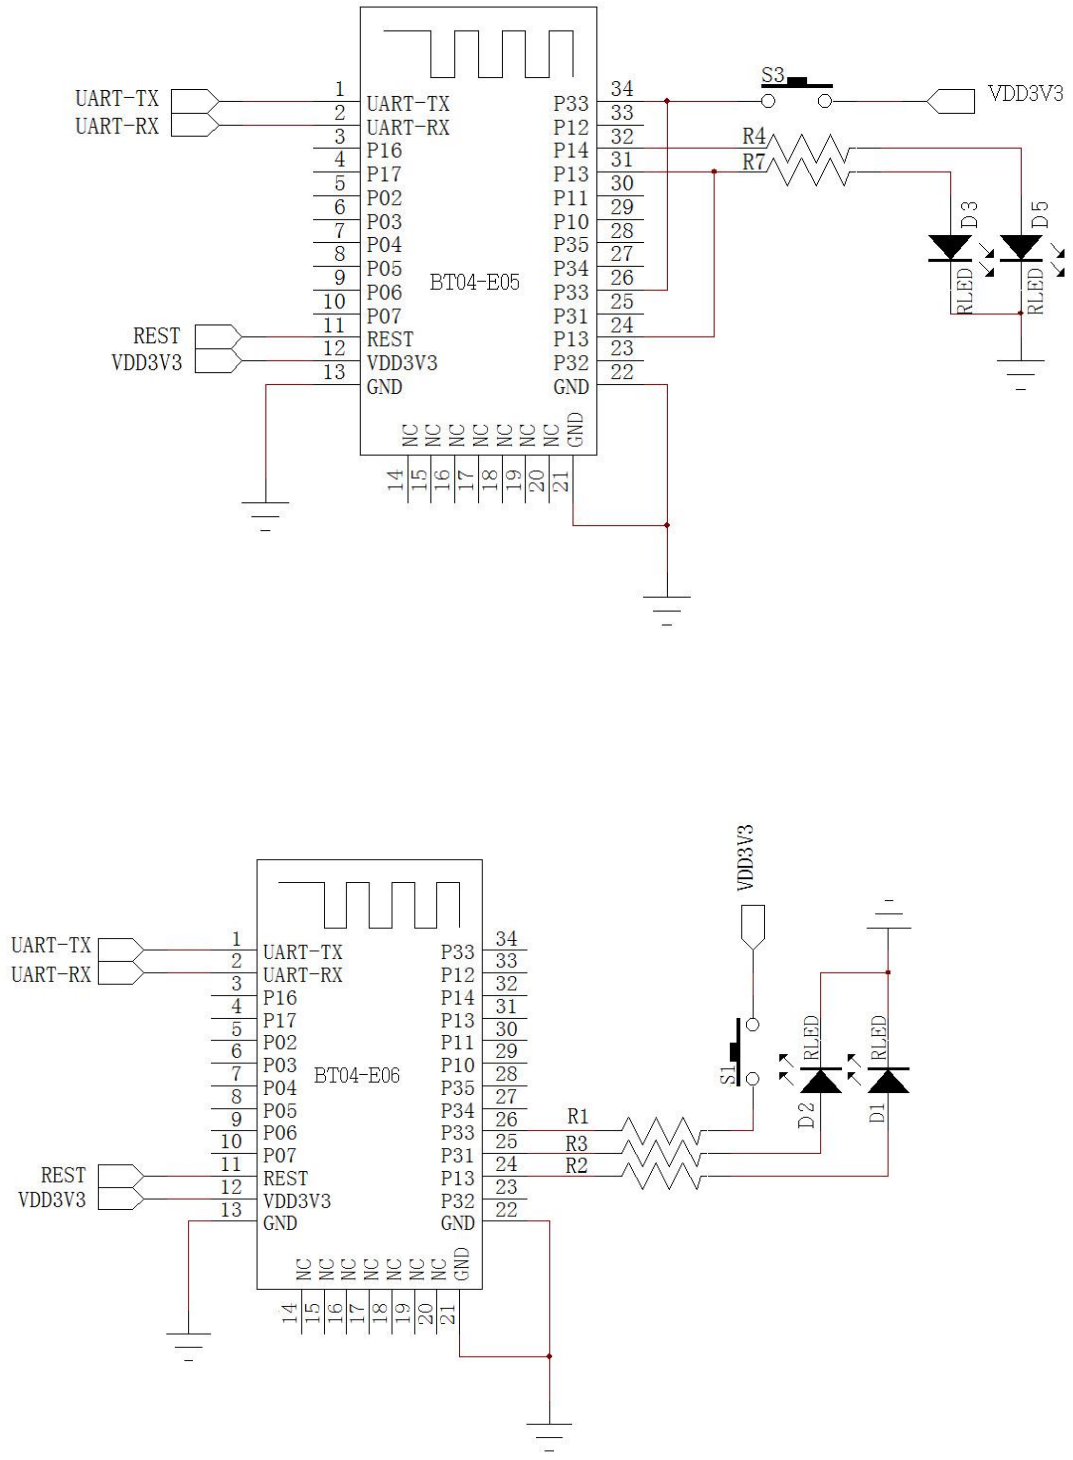 S3
34
VDD3V3
UART-TX
1
UART-TX
P33
33
UART-RX
2
UART-RX
P12
32
R4
3
P16
P14
31
R7
4
P17
P13
30
5
P02
P11
29
6
P03
P10
28
D3
D5
7
P04
P35
27
8
P05
P34
26
9
P06
BT04-E05
P33
25
RLED
RLED
10
P07
P31
24
REST
11
REST
P13
23
VDD3V3
12
VDD3V3
P32
22
13
GND
GND
NC
NC
NC
NC
NC
NC
NC
GND
14
15
16
17
18
19
20
21
VDD3V3
UART-TX
1
UART-TX
P33
34
UART-RX
2
UART-RX
P12
33
3
P16
P14
32
4
P17
P13
31
5
P02
P11
30
6
P03
P10
29
RLED
RLED
7
P04
BT04-E06
P35
28
S1
8
P05
P34
27
D2
D1
9
P06
P33
26
R1
10
P07
P31
25
R3
REST
11
REST
P13
24
R2
VDD3V3
12
VDD3V3
P32
23
13
GND
GND
22
NC
NC
NC
NC
NC
NC
NC
GND
14
15
16
17
18
19
20
21